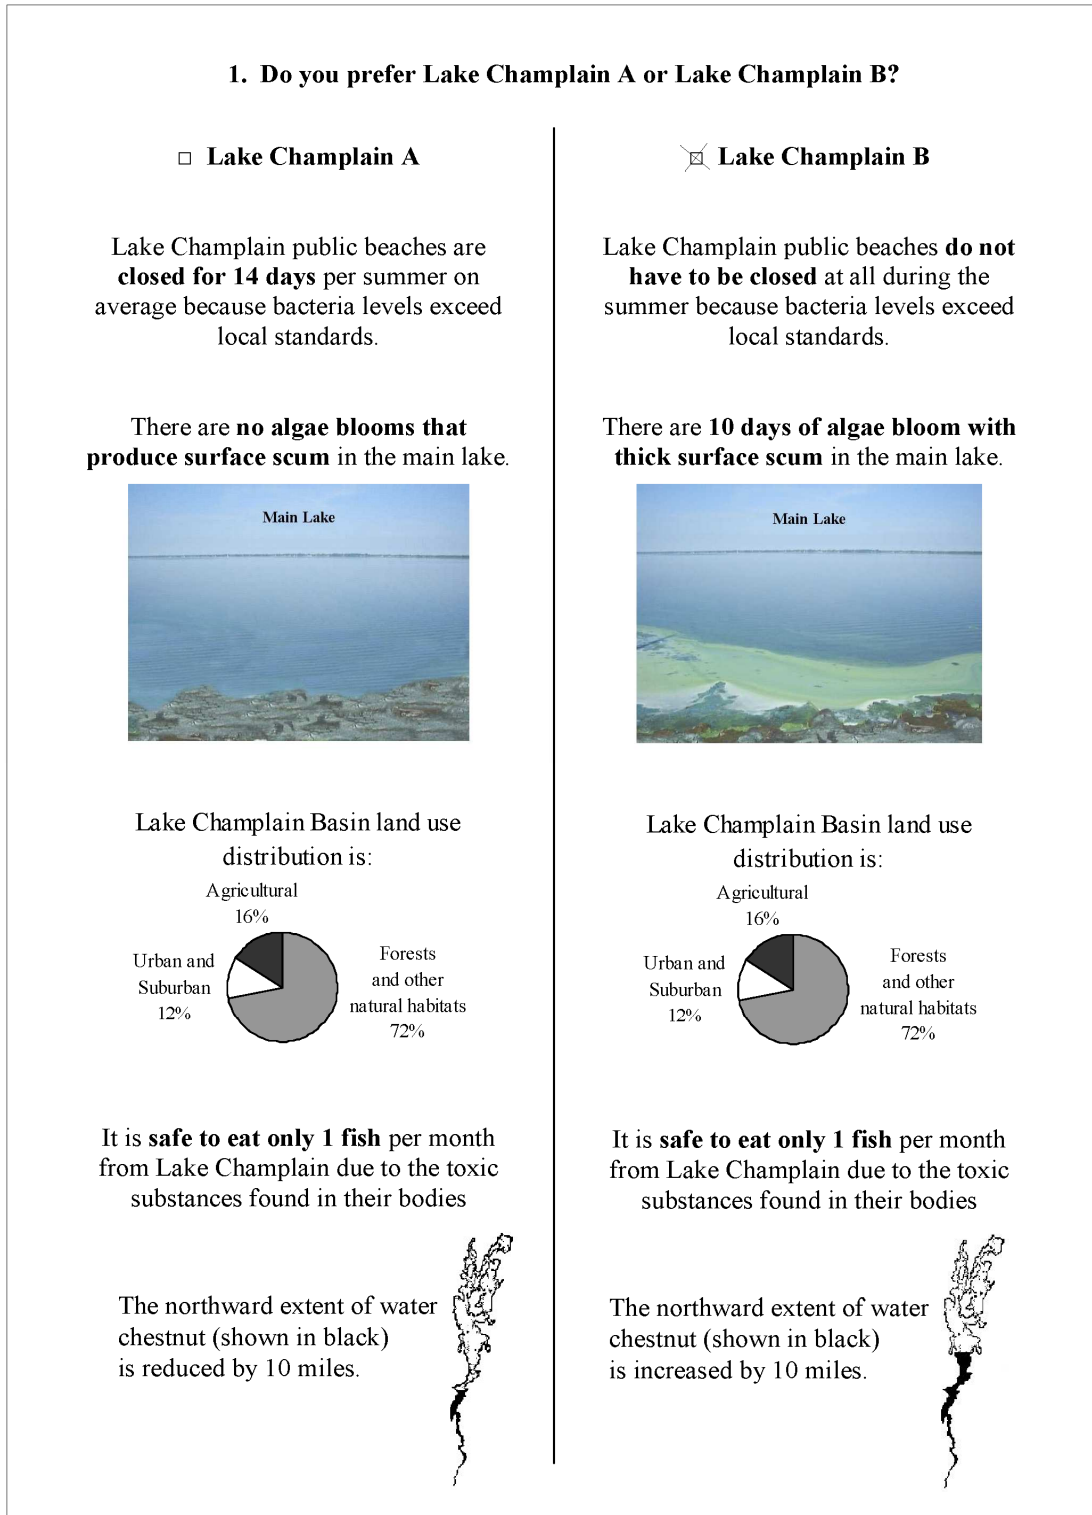 1. Do you prefer Lake Champlain A or Lake Champlain B?
Lake Champlain A
Lake Champlain public beaches are
closed for 14 days per summer on
average because bacteria levels exceed
local standards.
There are no algae blooms that
produce surface scum in the main lake.
Main Lake
Lake Champlain Basin land use
distribution is:
Agricultural
16%
Urban and
Suburban
12%
Forests
and other
natural habitats
72%
It is safe to eat only 1 fish per month
from Lake Champlain due to the toxic
substances found in their bodies
The northward extent of water
chestnut (shown in black)
is reduced by 10 miles.
Lake Champlain B
Lake Champlain public beaches do not
have to be closed at all during the
summer because bacteria levels exceed
local standards.
There are 10 days of algae bloom with
thick surface scum in the main lake.
Main Lake
Lake Champlain Basin land use
distribution is:
Agricultural
16%
Urban and
Suburban
12%
Forests
and other
natural habitats
72%
It is safe to eat only 1 fish per month
from Lake Champlain due to the toxic
substances found in their bodies
The northward extent of water
chestnut (shown in black)
is increased by 10 miles.